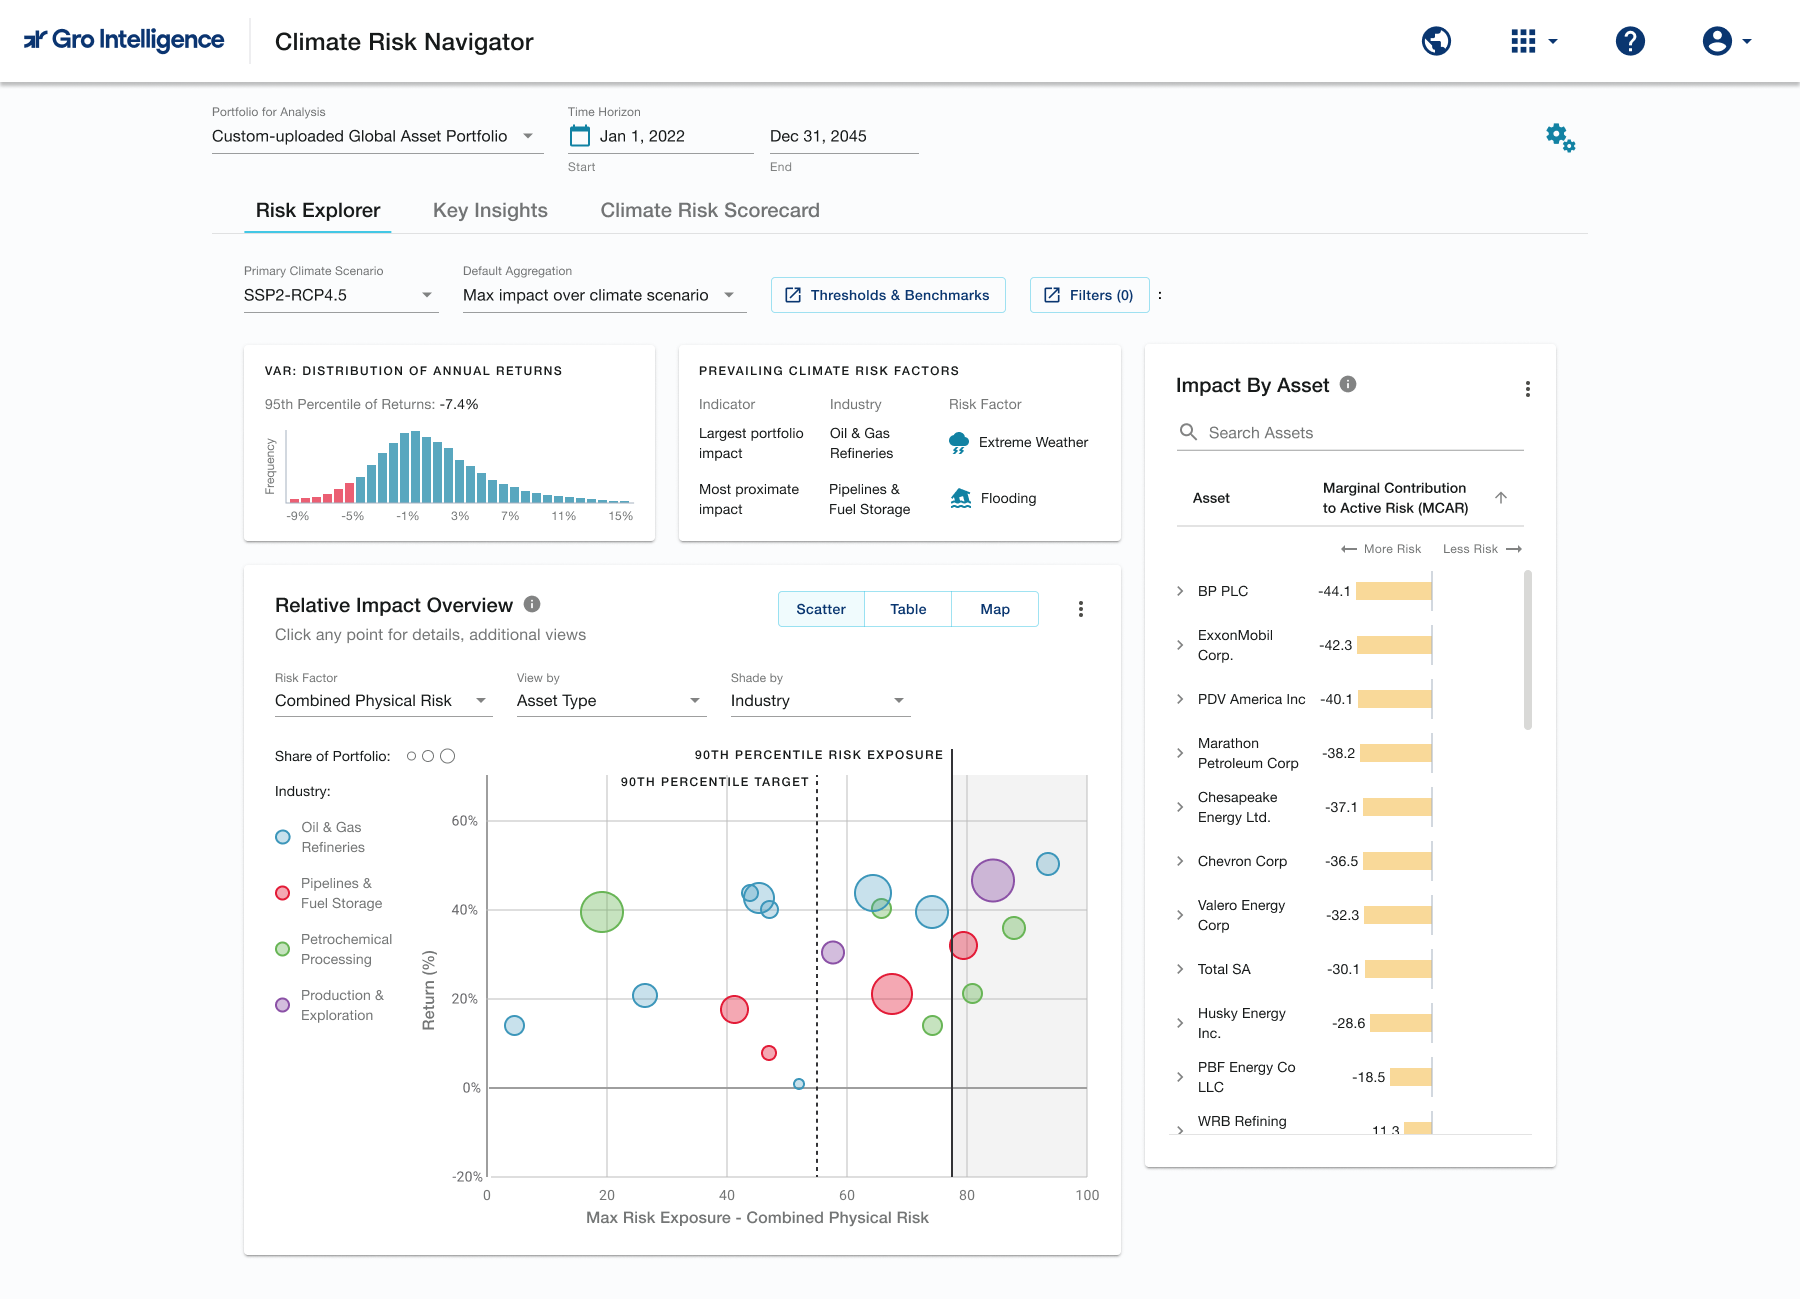 Gro Intelligence
Climate Risk Navigator
Portfolio for Analysis
Custom-uploaded Global Asset Portfolio
Time Horizon
Jan 1, 2022
Start
Dec 31, 2045
End
Risk Explorer
Key Insights
Climate Risk Scorecard
Primary Climate Scenario
SSP2-RCP4.5
Default Aggregation
Max impact over climate scenario
Thresholds & Benchmarks
Filters (0)
:
VAR: DISTRIBUTION OF ANNUAL RETURNS
95th Percentile of Returns: -7.4%
Frequency
-9% -5% -1% 3% 7% 11% 15%
PREVAILING CLIMATE RISK FACTORS
Indicator Industry Risk Factor
Largest portfolio
impact
Oil & Gas
Refineries
Extreme Weather
Most proximate
impact
Pipelines &
Fuel Storage
Flooding
Relative Impact Overview
Click any point for details, additional views
Scatter
Table
Map
Risk Factor
Combined Physical Risk
View by
Asset Type
Shade by
Industry
Share of Portfolio:
Industry:
Oil & Gas
Refineries
Pipelines &
Fuel Storage
Petrochemical
Processing
Production &
Exploration
90TH PERCENTILE RISK EXPOSURE
90TH PERCENTILE TARGET
Return (%)
60%
40%
20%
0%
-20%
0 20 40 60 80 100
Max Risk Exposure - Combined Physical Risk
Impact By Asset
Search Assets
Asset
Marginal Contribution
to Active Risk (MCAR)
More Risk
Less Risk
BP PLC
-44.1
ExxonMobil
Corp.
-42.3
PDV America Inc
-40.1
Marathon
Petroleum Corp
-38.2
Chesapeake
Energy Ltd.
-37.1
Chevron Corp
-36.5
Valero Energy
Corp
-32.3
Total SA
-30.1
Husky Energy
Inc.
-28.6
PBF Energy Co
LLC
-18.5
WRB Refining
11.3